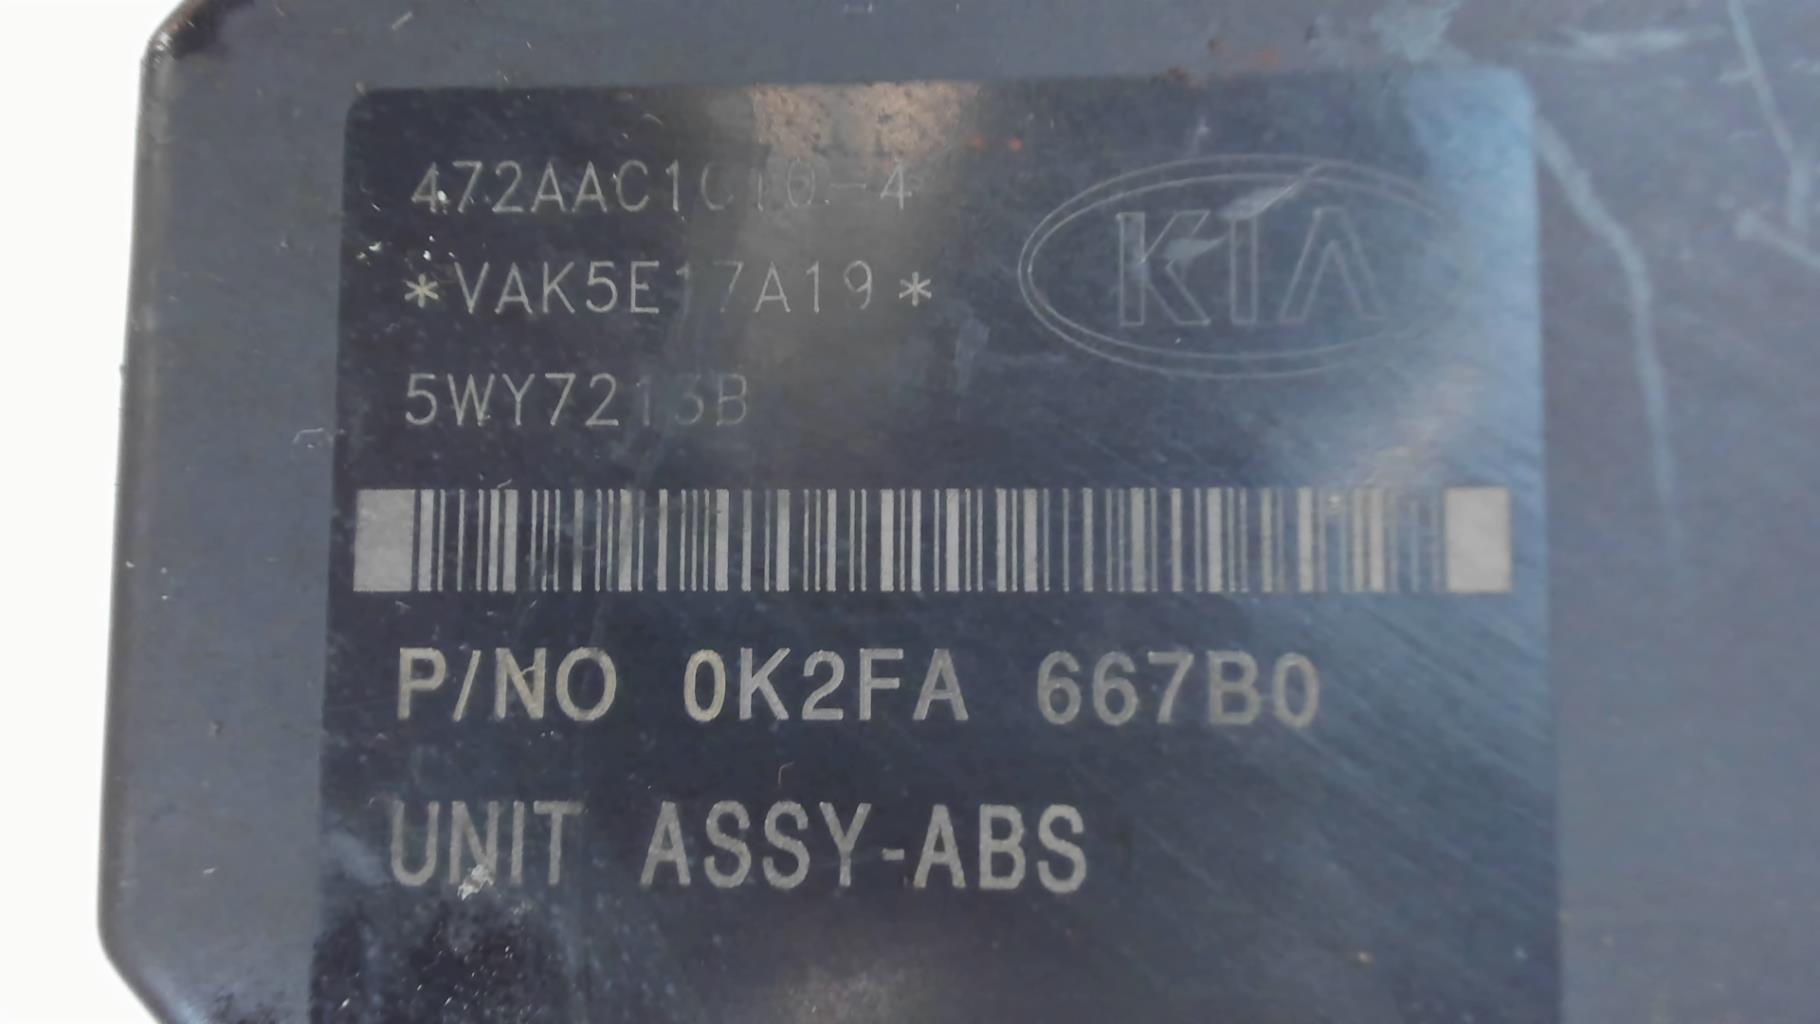 *VAK5E17A19*
KIA
P/NO 0K2FA 667B0
UNIT ASSY-ABS